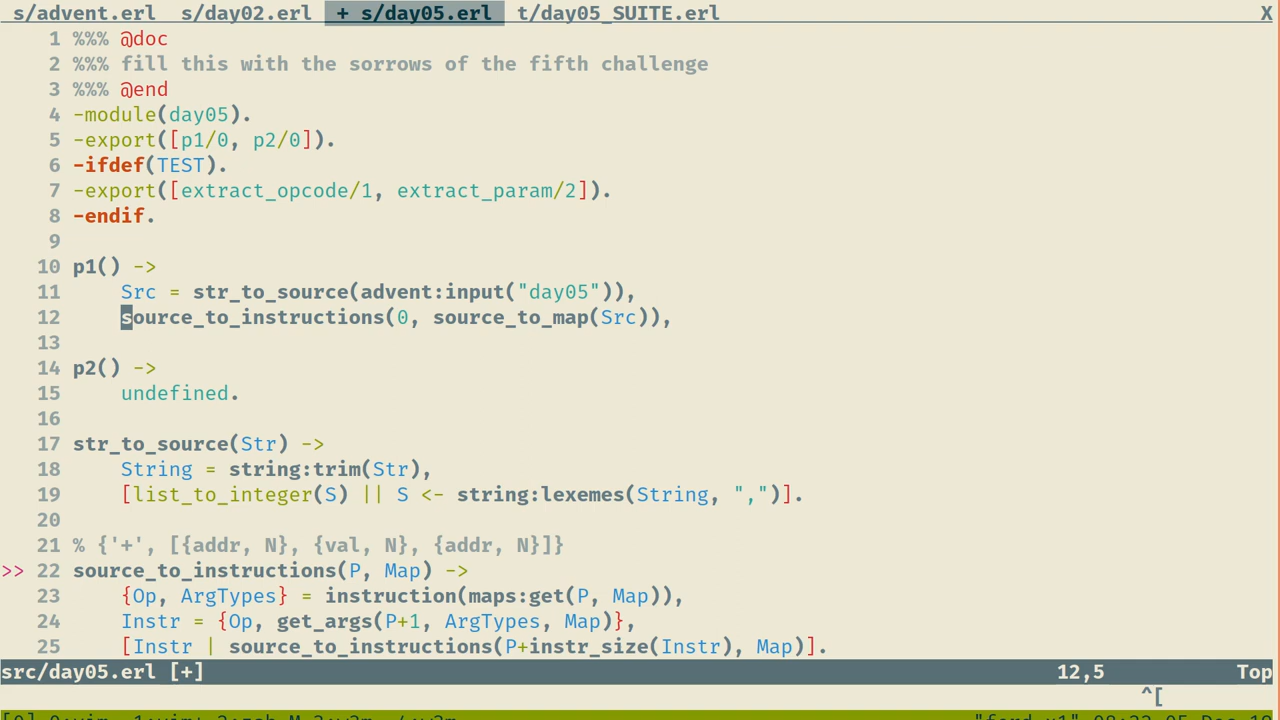 s/advent.erl  s/day02.erl  + s/day05.erl  t/day05_SUITE.erl  X
1 %%% @doc
2 %%% fill this with the sorrows of the fifth challenge
3 %%% @end
4 -module(day05).
5 -export([p1/0, p2/0]).
6 -ifdef(TEST).
7 -export([extract_opcode/1, extract_param/2]).
8 -endif.
9
10 p1() ->
11     Src = str_to_source(advent:input("day05")),
12     source_to_instructions(0, source_to_map(Src)),
13
14 p2() ->
15     undefined.
16
17 str_to_source(Str) ->
18     String = string:trim(Str),
19     [list_to_integer(S) || S <- string:lexemes(String, ",")].
20
21 % {'+', [{addr, N}, {val, N}, {addr, N}]}
>> 22 source_to_instructions(P, Map) ->
23     {Op, ArgTypes} = instruction(maps:get(P, Map)),
24     Instr = {Op, get_args(P+1, ArgTypes, Map)},
25     [Instr | source_to_instructions(P+instr_size(Instr), Map)].
src/day05.erl [+]  12,5  Top
^[